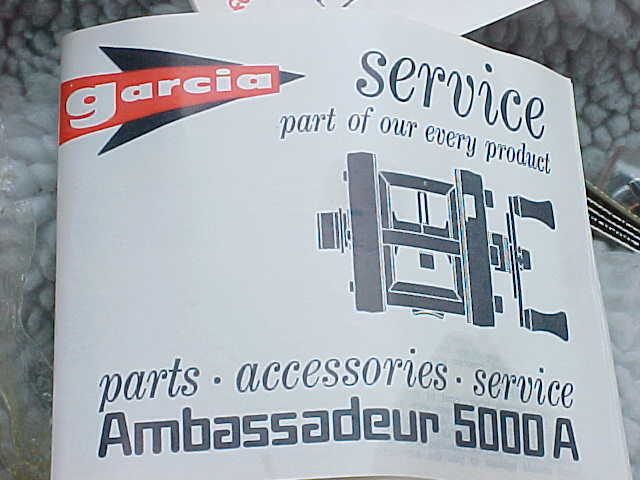 garcia
service
part of our every product
parts · accessories · service
Ambassadeur 5000 A